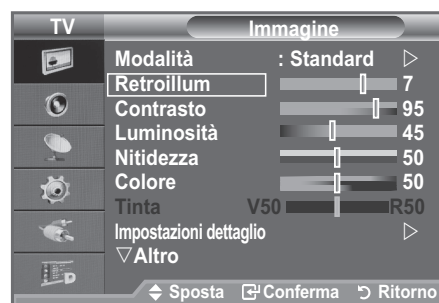 TV Immagine
Modalità : Standard
Retroillum 7
Contrasto 95
Luminosità 45
Nitidezza 50
Colore 50
Tinta V50 R50
Impostazioni dettaglio
Altro
Sposta Conferma Ritorno